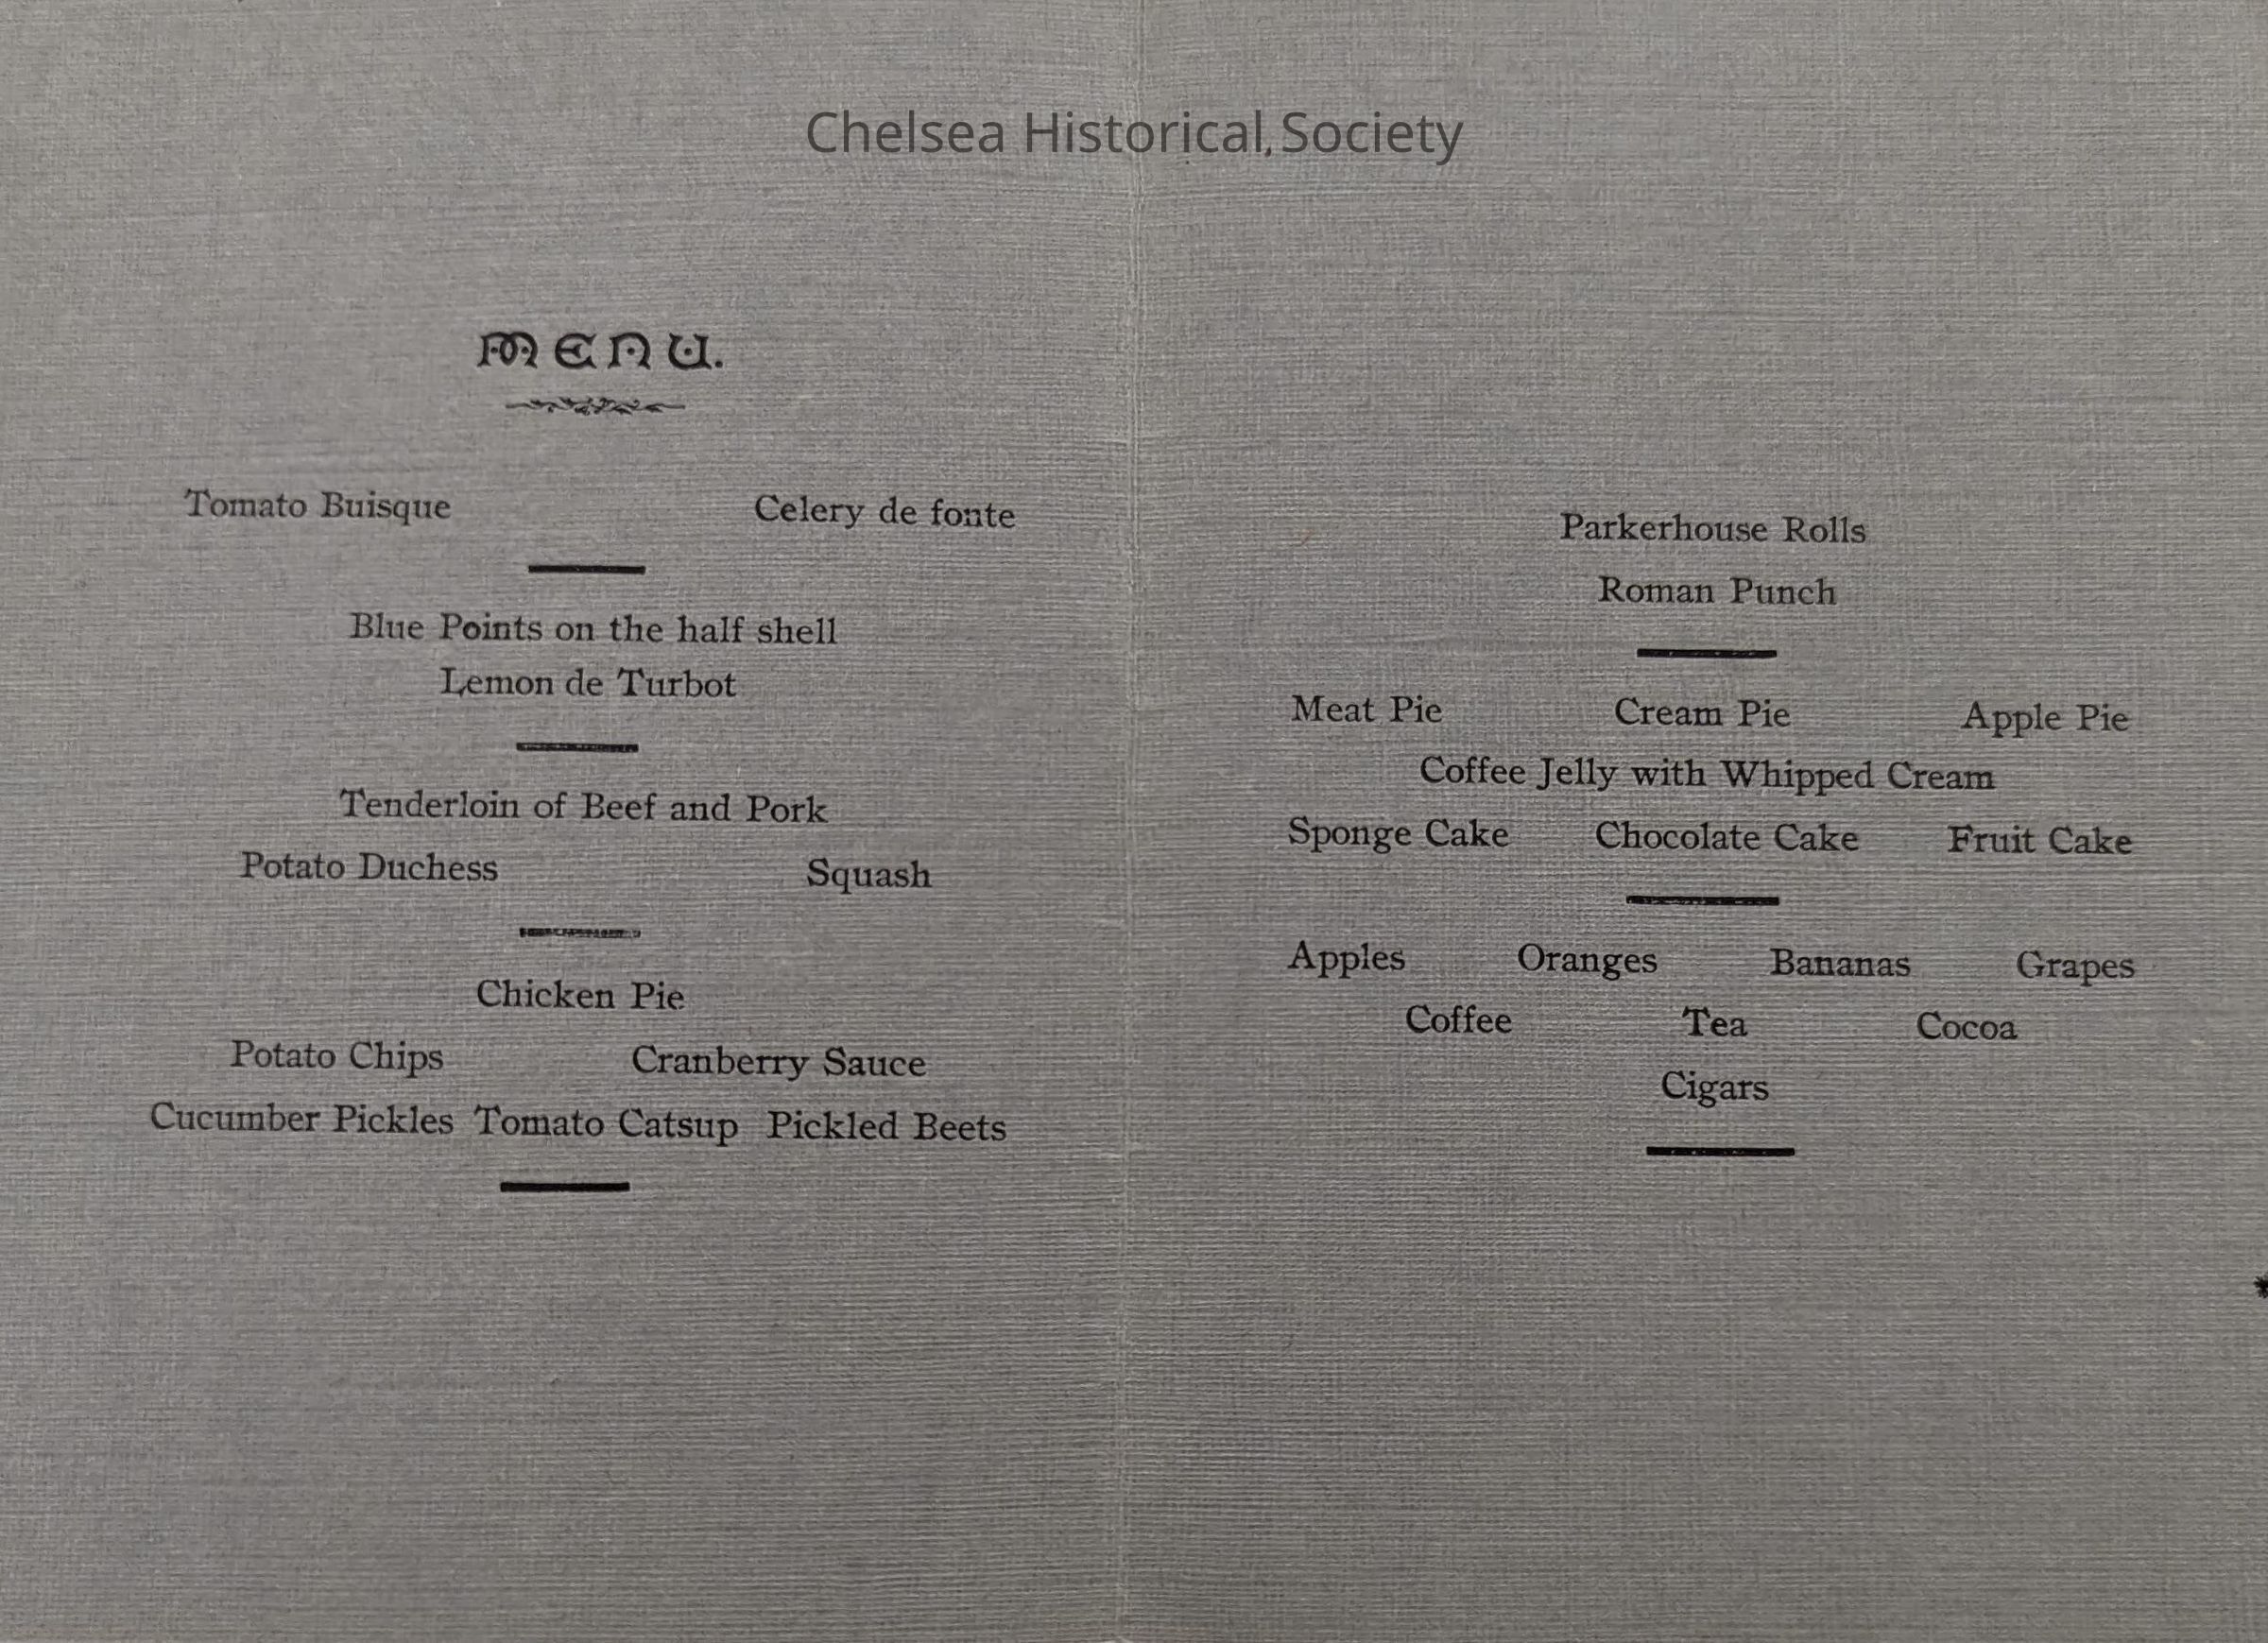 Chelsea Historical Society
MENU.
Tomato Buisque Celery de fonte
Blue Points on the half shell
Lemon de Turbot
Tenderloin of Beef and Pork
Potato Duchess Squash
Chicken Pie
Potato Chips Cranberry Sauce
Cucumber Pickles Tomato Catsup Pickled Beets
Parkerhouse Rolls
Roman Punch
Meat Pie Cream Pie Apple Pie
Coffee Jelly with Whipped Cream
Sponge Cake Chocolate Cake Fruit Cake
Apples Oranges Bananas Grapes
Coffee Tea Cocoa
Cigars